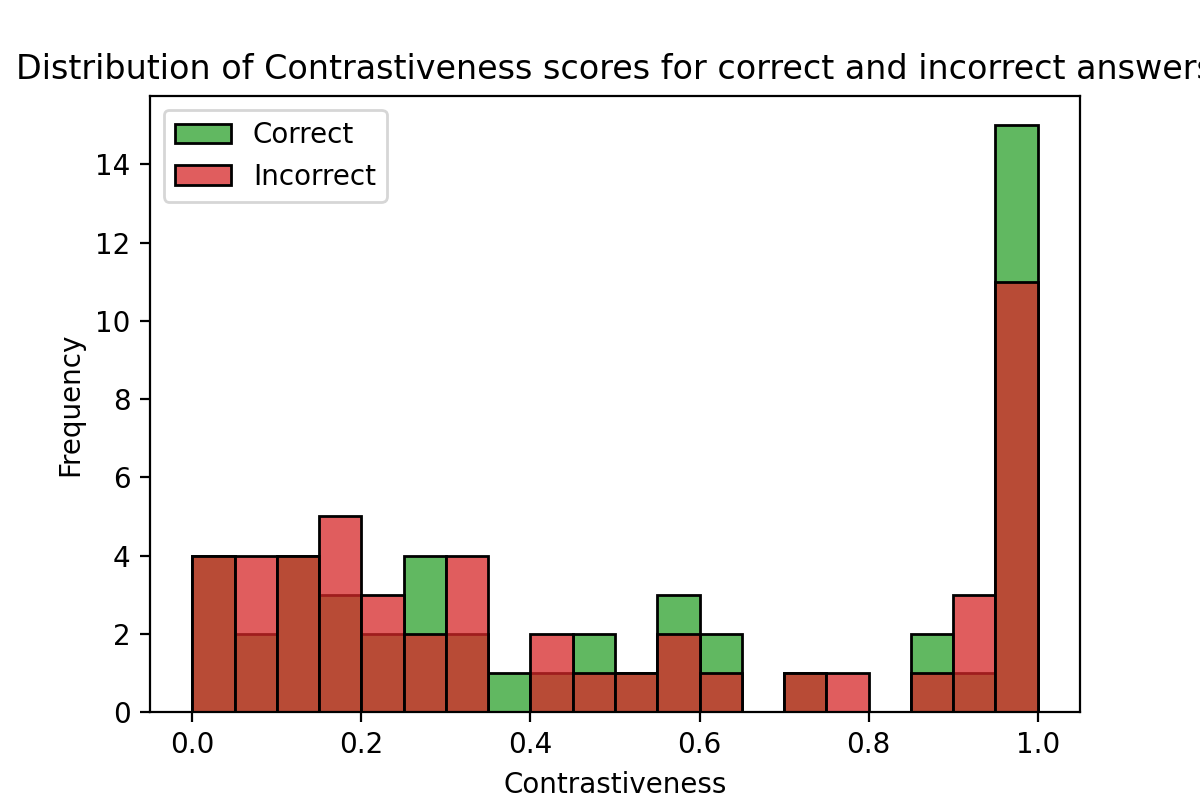 Distribution of Contrastiveness scores for correct and incorrect answers
Correct
Incorrect
14
12
10
8
6
4
2
0
Frequency
0.0 0.2 0.4 0.6 0.8 1.0
Contrastiveness